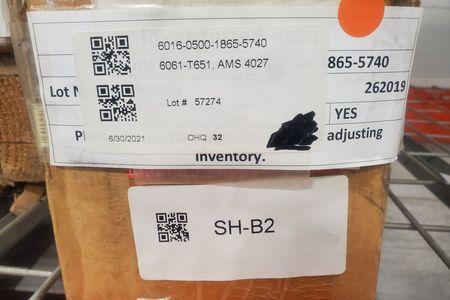 6016-0500-1865-5740
6061-T651, AMS 4027
865-5740
Lot # 57274
Lot N
262019
YES
6/30/2021 OHQ 32
P adjusting
inventory.
SH-B2